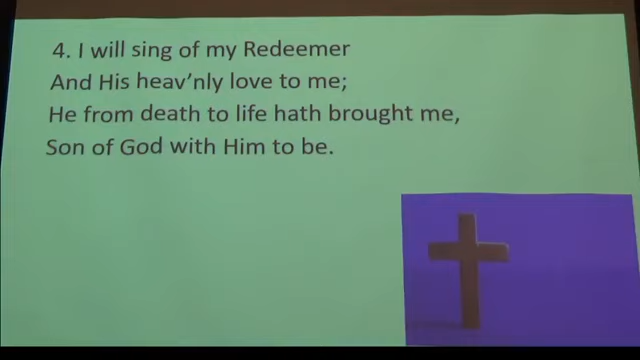 4. I will sing of my Redeemer
And His heav’nly love to me;
He from death to life hath brought me,
Son of God with Him to be.